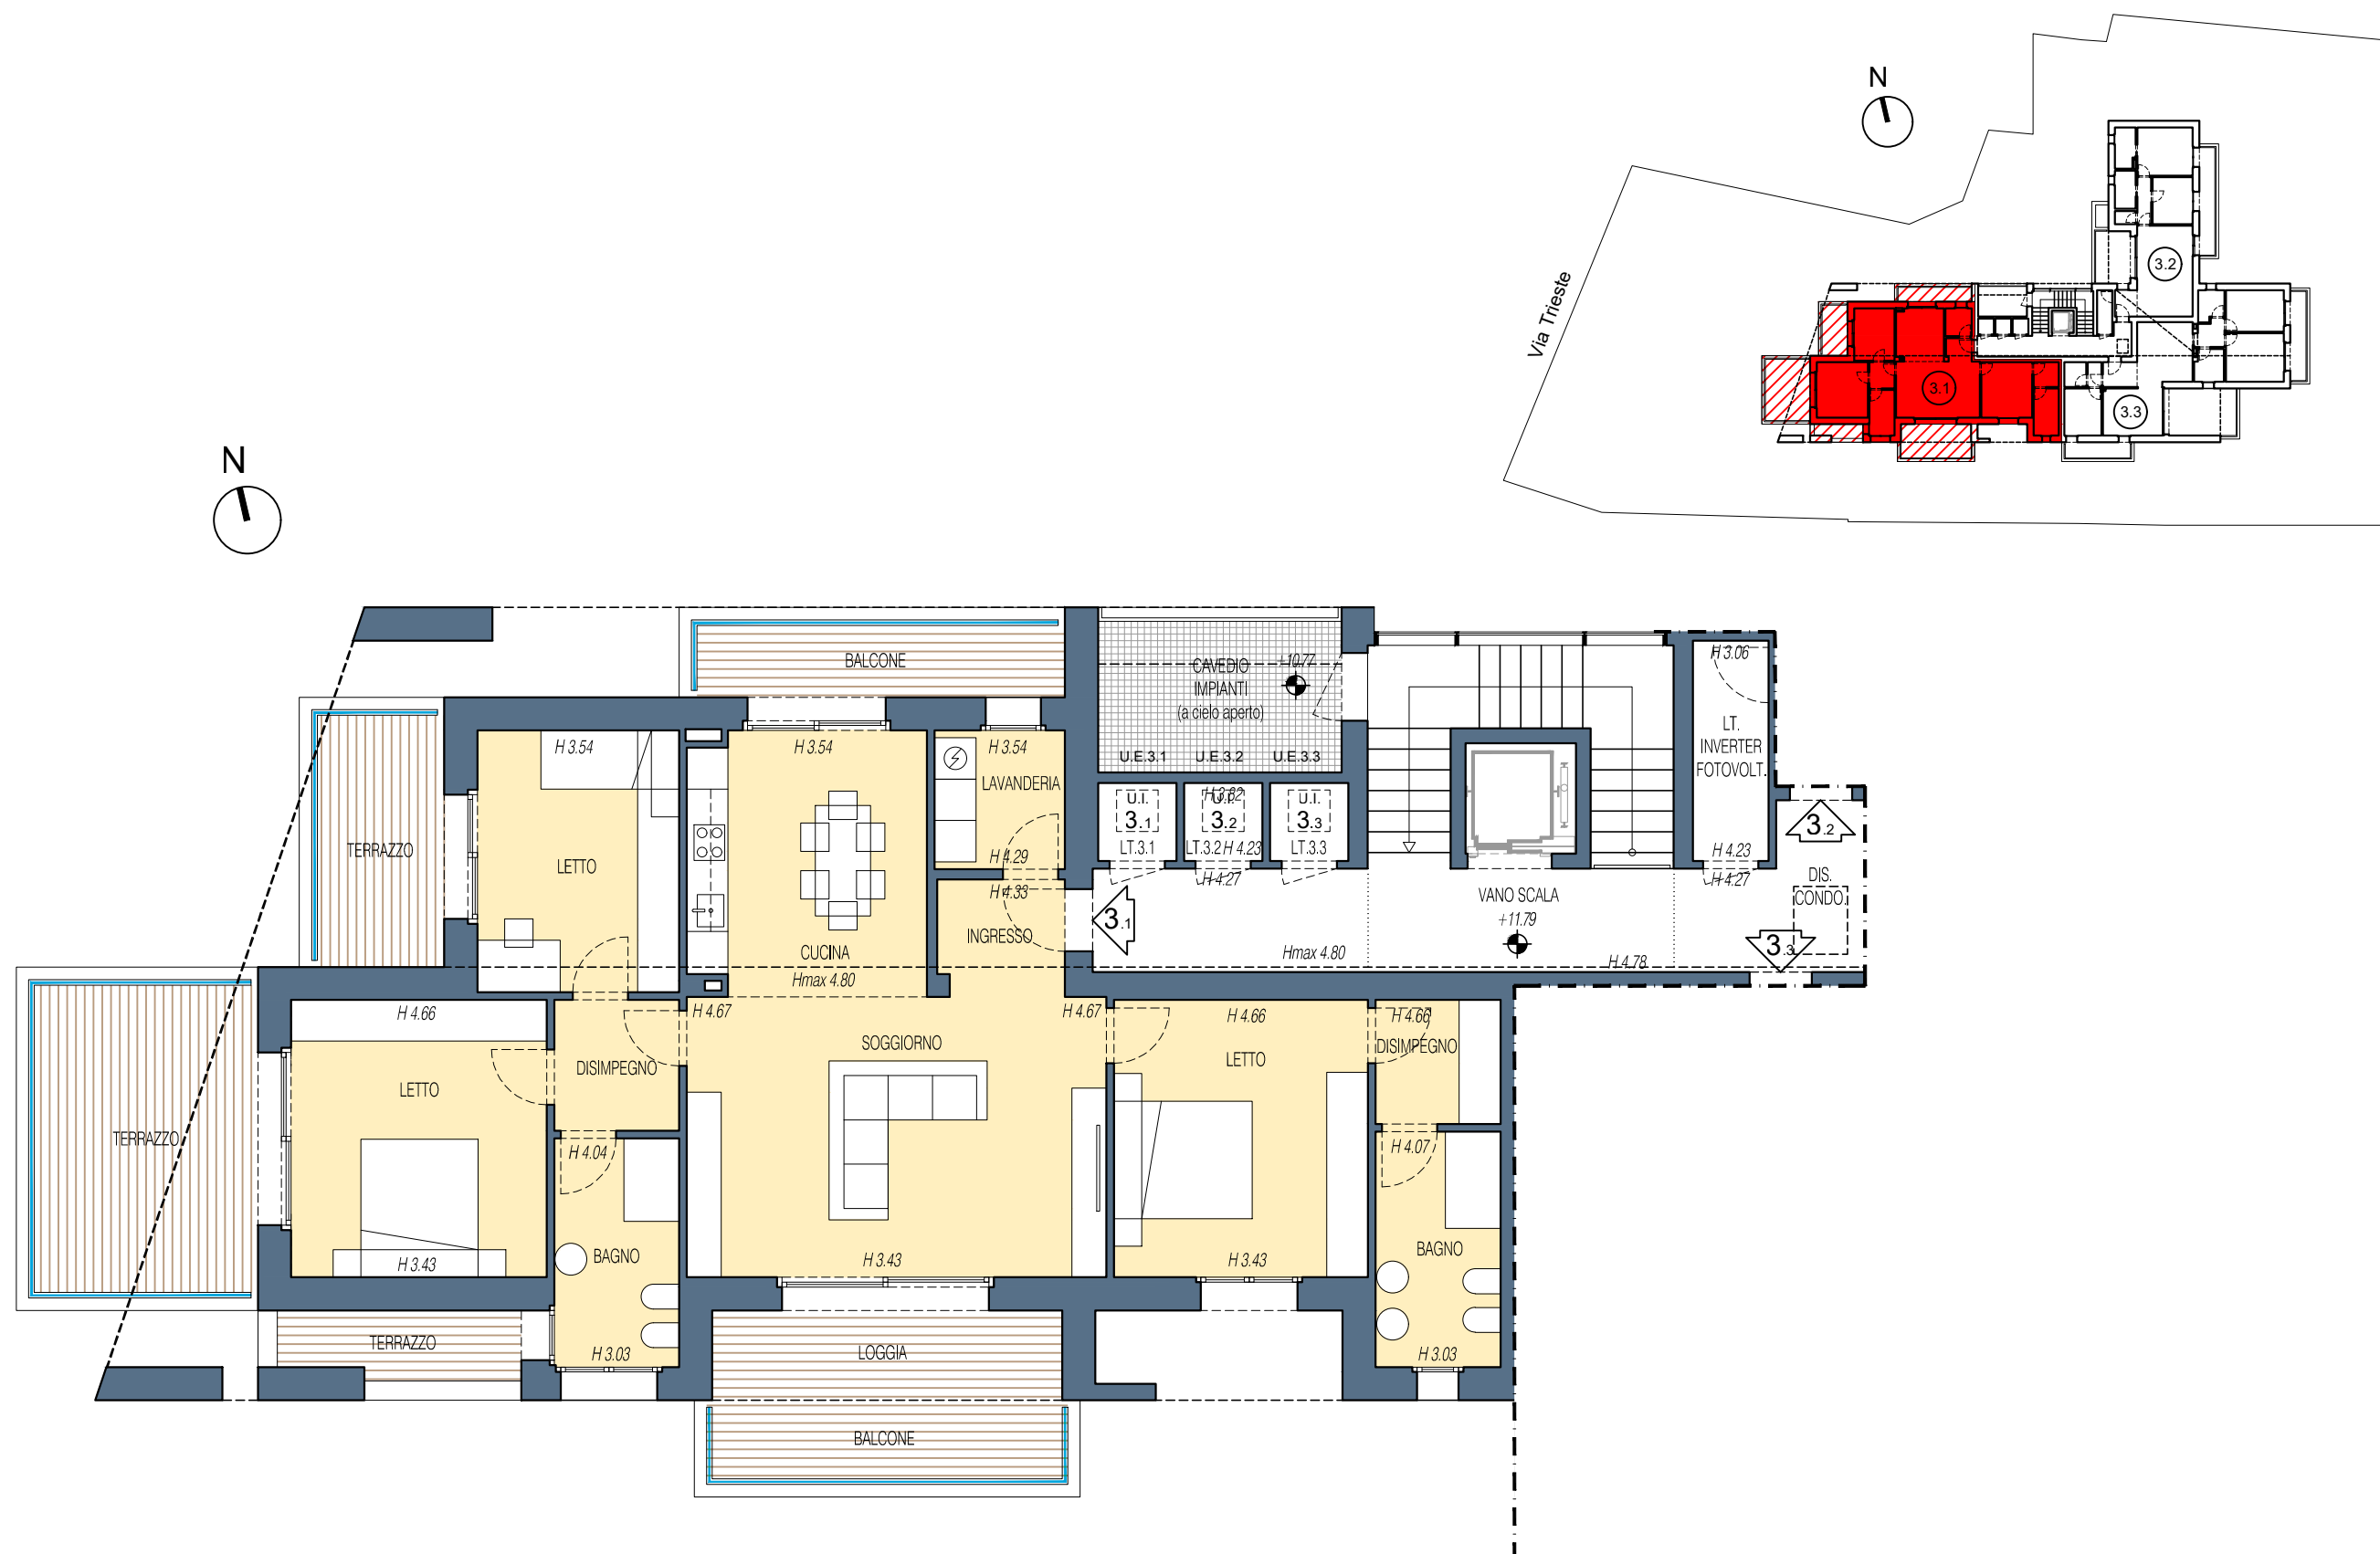 N
Via Trieste
3.2
3.1
3.3
N
BALCONE
CAVEDIO
IMPIANTI
(a cielo aperto)
+10.77
U.E.3.1
U.E.3.2
U.E.3.3
H 3.06
LT.
INVERTER
FOTOVOLT.
H 3.54
H 3.54
H 3.54
LAVANDERIA
U.I.
3.1
LT.3.1
U.I.
H 3.62
3.2
LT.3.2
H 4.23
U.I.
3.3
LT.3.3
H 4.27
H 4.23
H 4.27
3.2
TERRAZZO
LETTO
H 4.29
H 4.33
INGRESSO
3.1
VANO SCALA
+11.79
DIS.
CONDO.
3.3
CUCINA
Hmax 4.80
Hmax 4.80
H 4.78
H 4.66
H 4.67
H 4.67
H 4.66
H 4.66
SOGGIORNO
DISIMPEGNO
LETTO
DISIMPEGNO
LETTO
TERRAZZO
H 4.04
H 4.07
BAGNO
BAGNO
H 3.43
H 3.43
H 3.43
TERRAZZO
H 3.03
LOGGIA
H 3.03
BALCONE